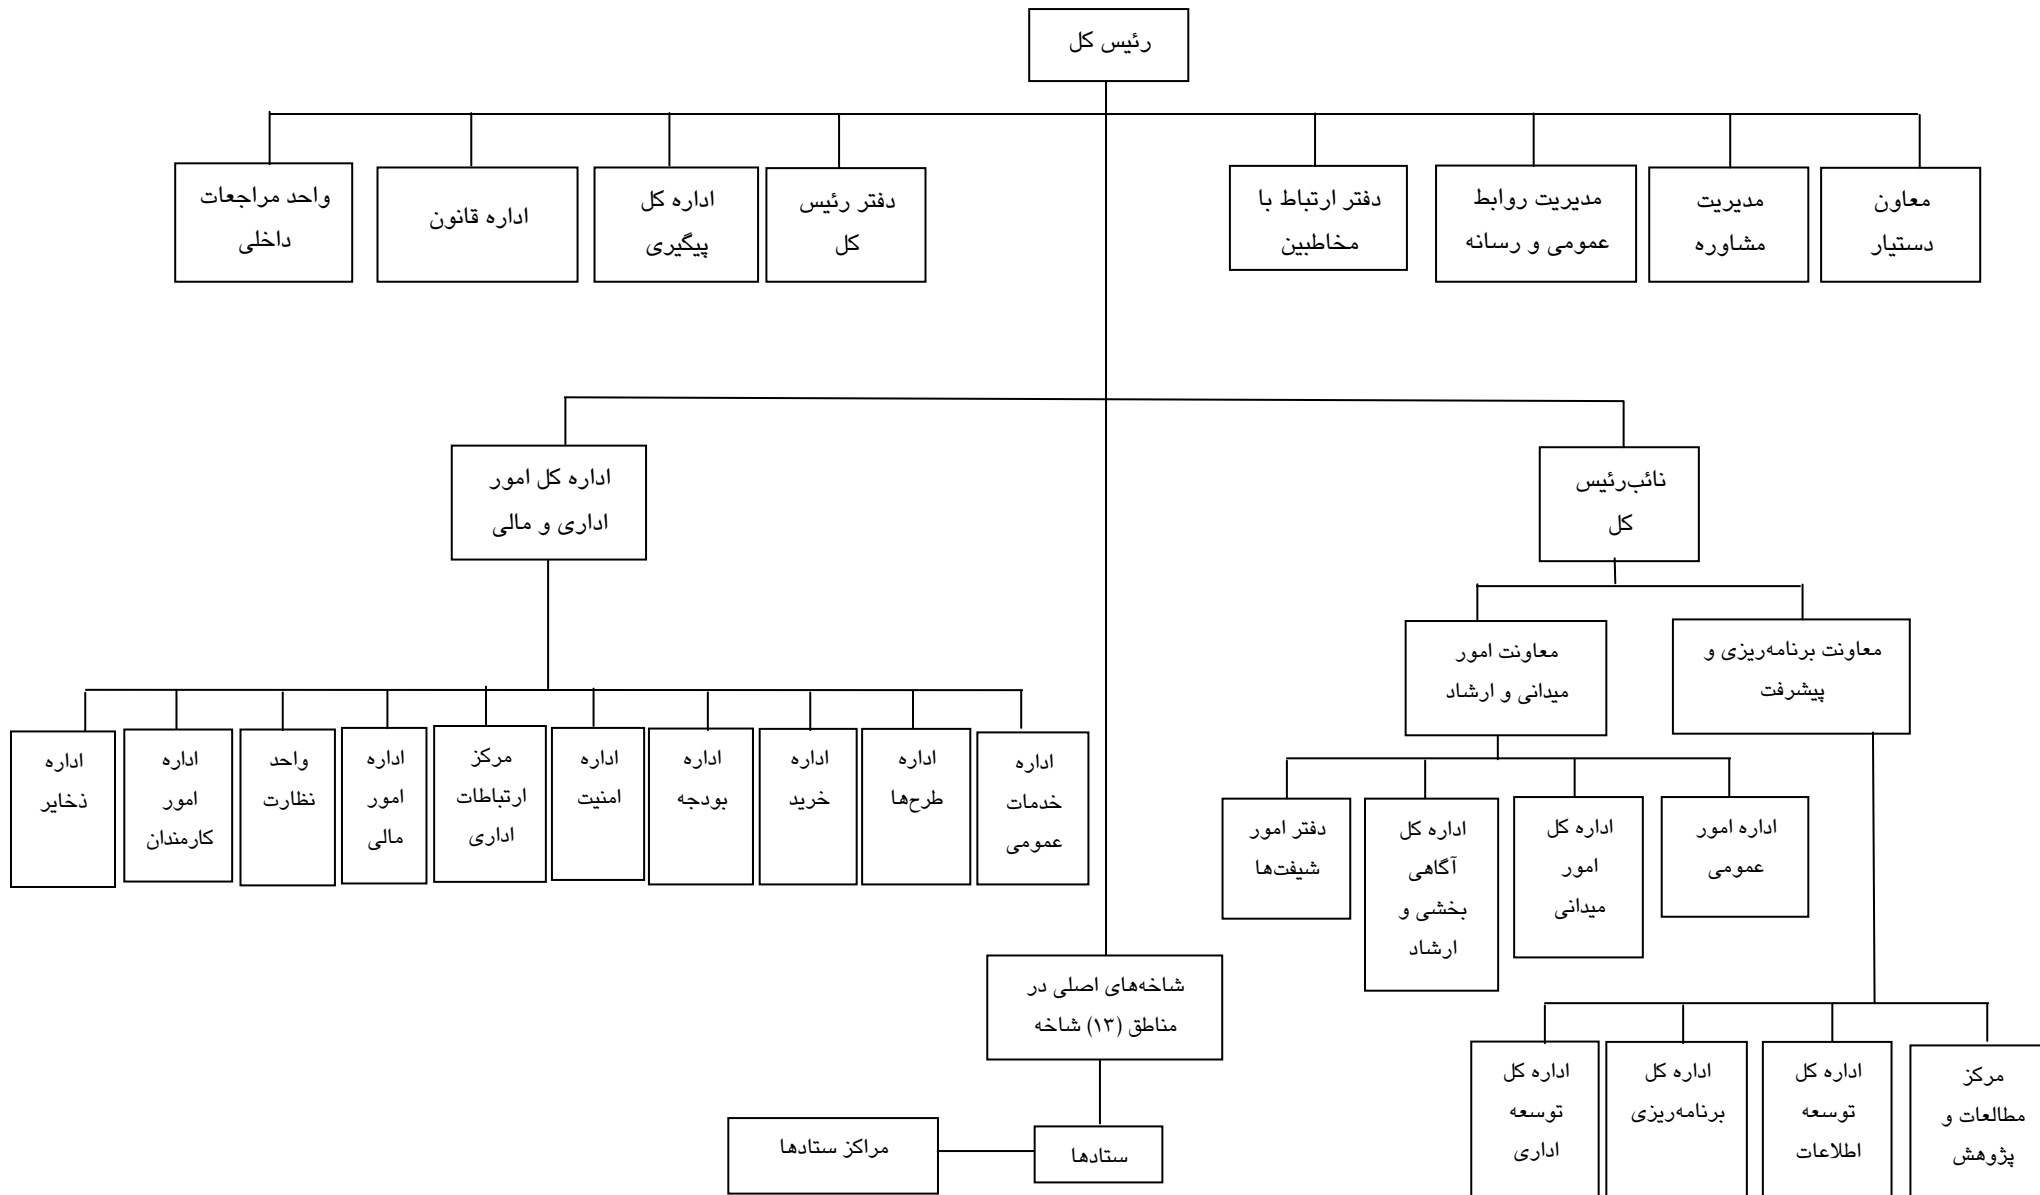 رئیس کل
معاون
دستیار
مدیریت
مشاوره
مدیریت روابط
عمومی و رسانه
دفتر ارتباط با
مخاطبین
دفتر رئیس
کل
اداره کل
پیگیری
اداره قانون
واحد مراجعات
داخلی
نائب‌رئیس
کل
اداره کل امور
اداری و مالی
معاونت برنامه‌ریزی و
پیشرفت
معاونت امور
میدانی و ارشاد
اداره امور
عمومی
اداره کل
امور
میدانی
اداره کل
آگاهی
بخشی و
ارشاد
دفتر امور
شیفت‌ها
اداره
خدمات
عمومی
اداره
طرح‌ها
اداره
خرید
اداره
بودجه
اداره
امنیت
مرکز
ارتباطات
اداری
اداره
امور
مالی
واحد
نظارت
اداره
امور
کارمندان
اداره
ذخایر
شاخه‌های اصلی در
مناطق (۱۳) شاخه
مرکز
مطالعات و
پژوهش
اداره کل
توسعه
اطلاعات
اداره کل
برنامه‌ریزی
اداره کل
توسعه
اداری
ستادها
مراکز ستادها